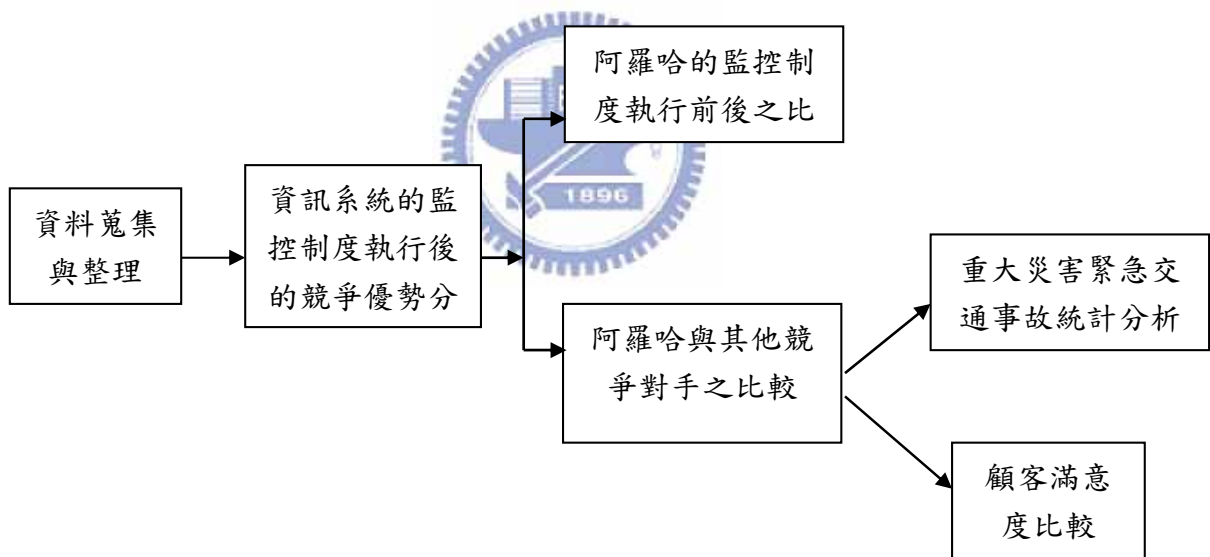 資料蒐集
與整理
資訊系統的監
控制度執行後
的競爭優勢分
阿羅哈的監控制
度執行前後之比
1896
阿羅哈與其他競
爭對手之比較
重大災害緊急交
通事故統計分析
顧客滿意
度比較